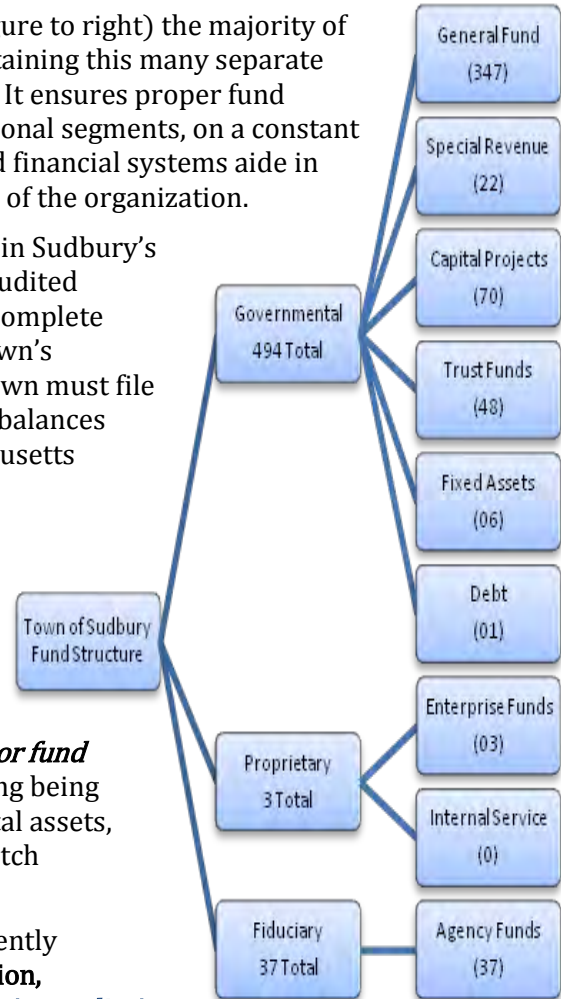 gure to right) the majority of
taining this many separate
It ensures proper fund
ional segments, on a constant
d financial systems aide in
of the organization.
in Sudbury's
udited
omplete
wn's
own must file
balances
usetts
or fund
ng being
tal assets,
tch
ently
ion,
Town of Sudbury
Fund Structure
Governmental
494 Total
General Fund
(347)
Special Revenue
(22)
Capital Projects
(70)
Trust Funds
(48)
Fixed Assets
(06)
Debt
(01)
Proprietary
3 Total
Enterprise Funds
(03)
Internal Service
(0)
Fiduciary
37 Total
Agency Funds
(37)